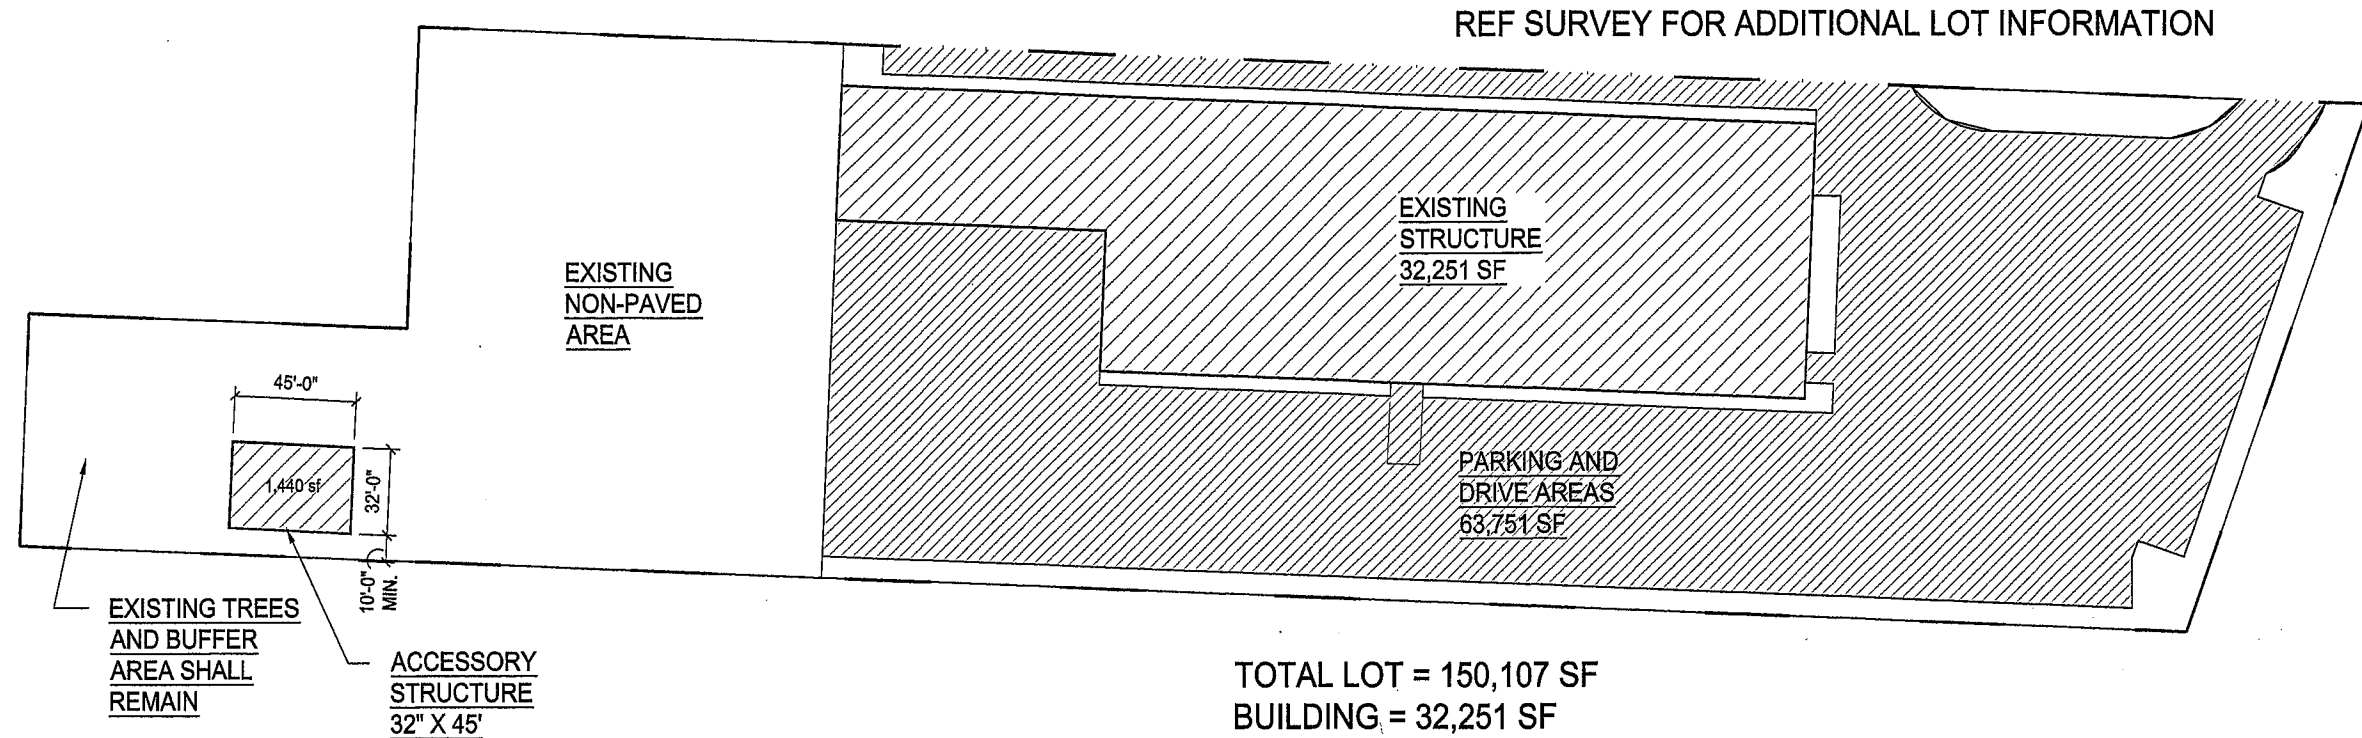 REF SURVEY FOR ADDITIONAL LOT INFORMATION
EXISTING
STRUCTURE
32,251 SF
EXISTING
NON-PAVED
AREA
45'-0"
1,440 sf
32'-0"
10'-0"
MIN.
PARKING AND
DRIVE AREAS
63,751 SF
EXISTING TREES
AND BUFFER
AREA SHALL
REMAIN
ACCESSORY
STRUCTURE
32" X 45'
TOTAL LOT = 150,107 SF
BUILDING = 32,251 SF